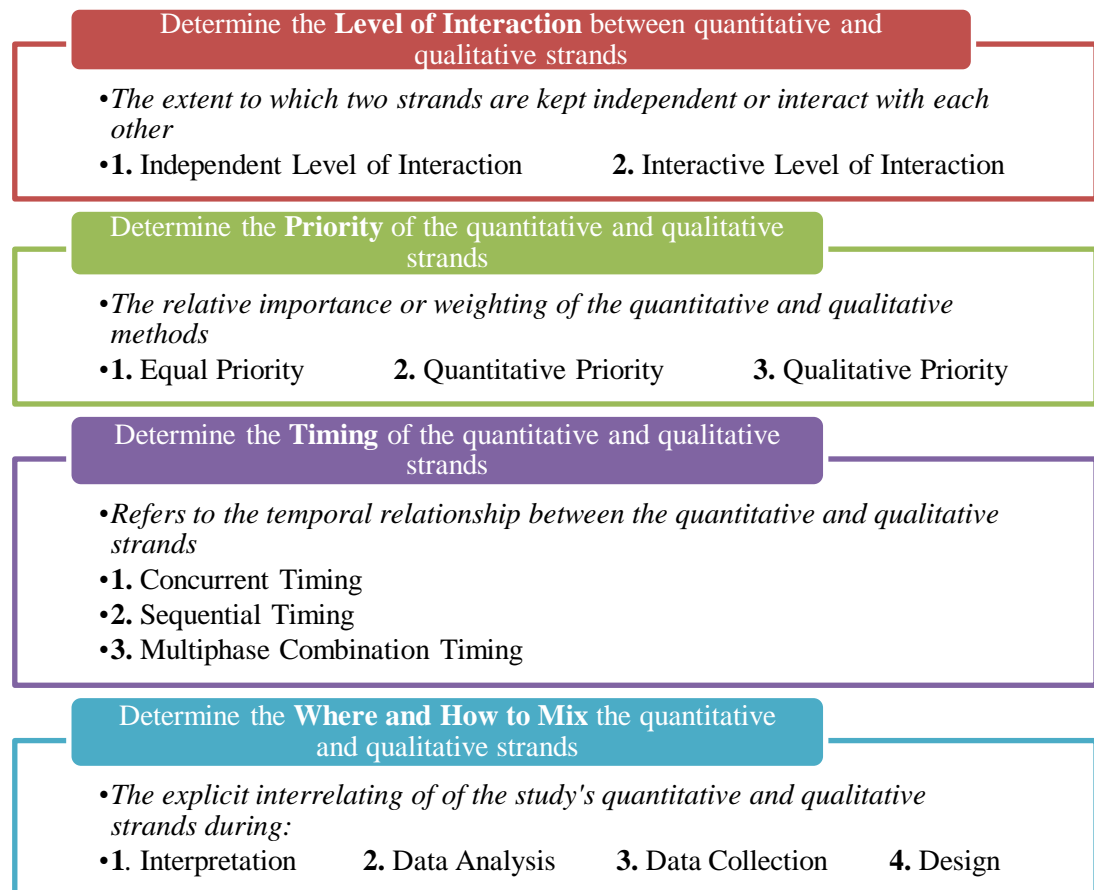 Determine the Level of Interaction between quantitative and
qualitative strands
•The extent to which two strands are kept independent or interact with each
other
•1. Independent Level of Interaction 2. Interactive Level of Interaction
Determine the Priority of the quantitative and qualitative
strands
•The relative importance or weighting of the quantitative and qualitative
methods
•1. Equal Priority 2. Quantitative Priority 3. Qualitative Priority
Determine the Timing of the quantitative and qualitative
strands
•Refers to the temporal relationship between the quantitative and qualitative
strands
•1. Concurrent Timing
•2. Sequential Timing
•3. Multiphase Combination Timing
Determine the Where and How to Mix the quantitative
and qualitative strands
•The explicit interrelating of of the study's quantitative and qualitative
strands during:
•1. Interpretation 2. Data Analysis 3. Data Collection 4. Design